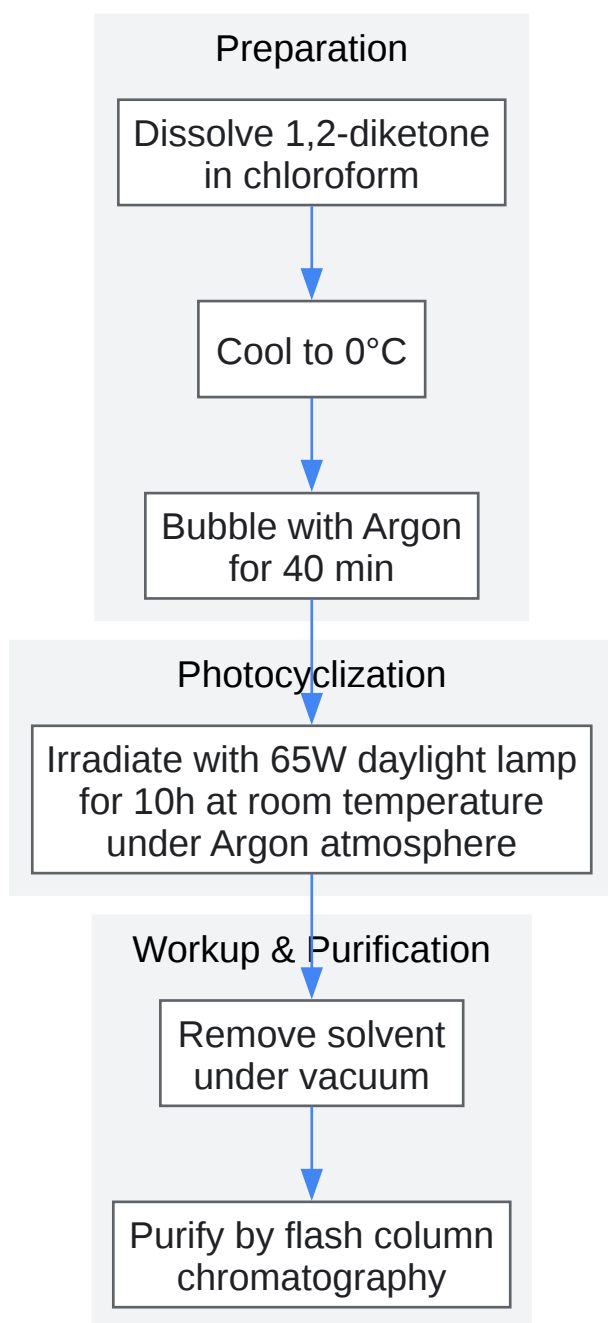 Preparation
Dissolve 1,2-diketone
in chloroform
Cool to 0°C
Bubble with Argon
for 40 min
Photocyclization
Irradiate with 65W daylight lamp
for 10h at room temperature
under Argon atmosphere
Workup & Purification
Remove solvent
under vacuum
Purify by flash column
chromatography